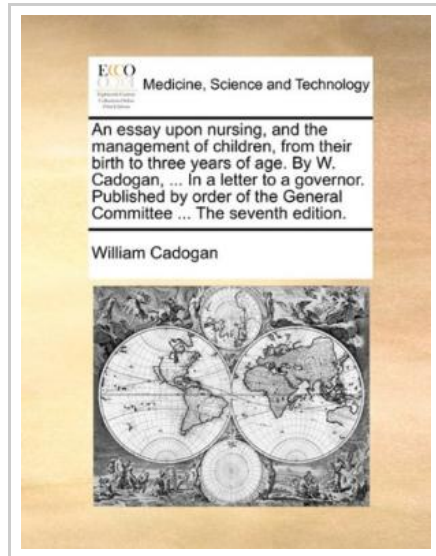 ECCO
Medicine, Science and Technology
An essay upon nursing, and the
management of children, from their
birth to three years of age. By W.
Cadogan, ... In a letter to a governor.
Published by order of the General
Committee ... The seventh edition.
William Cadogan